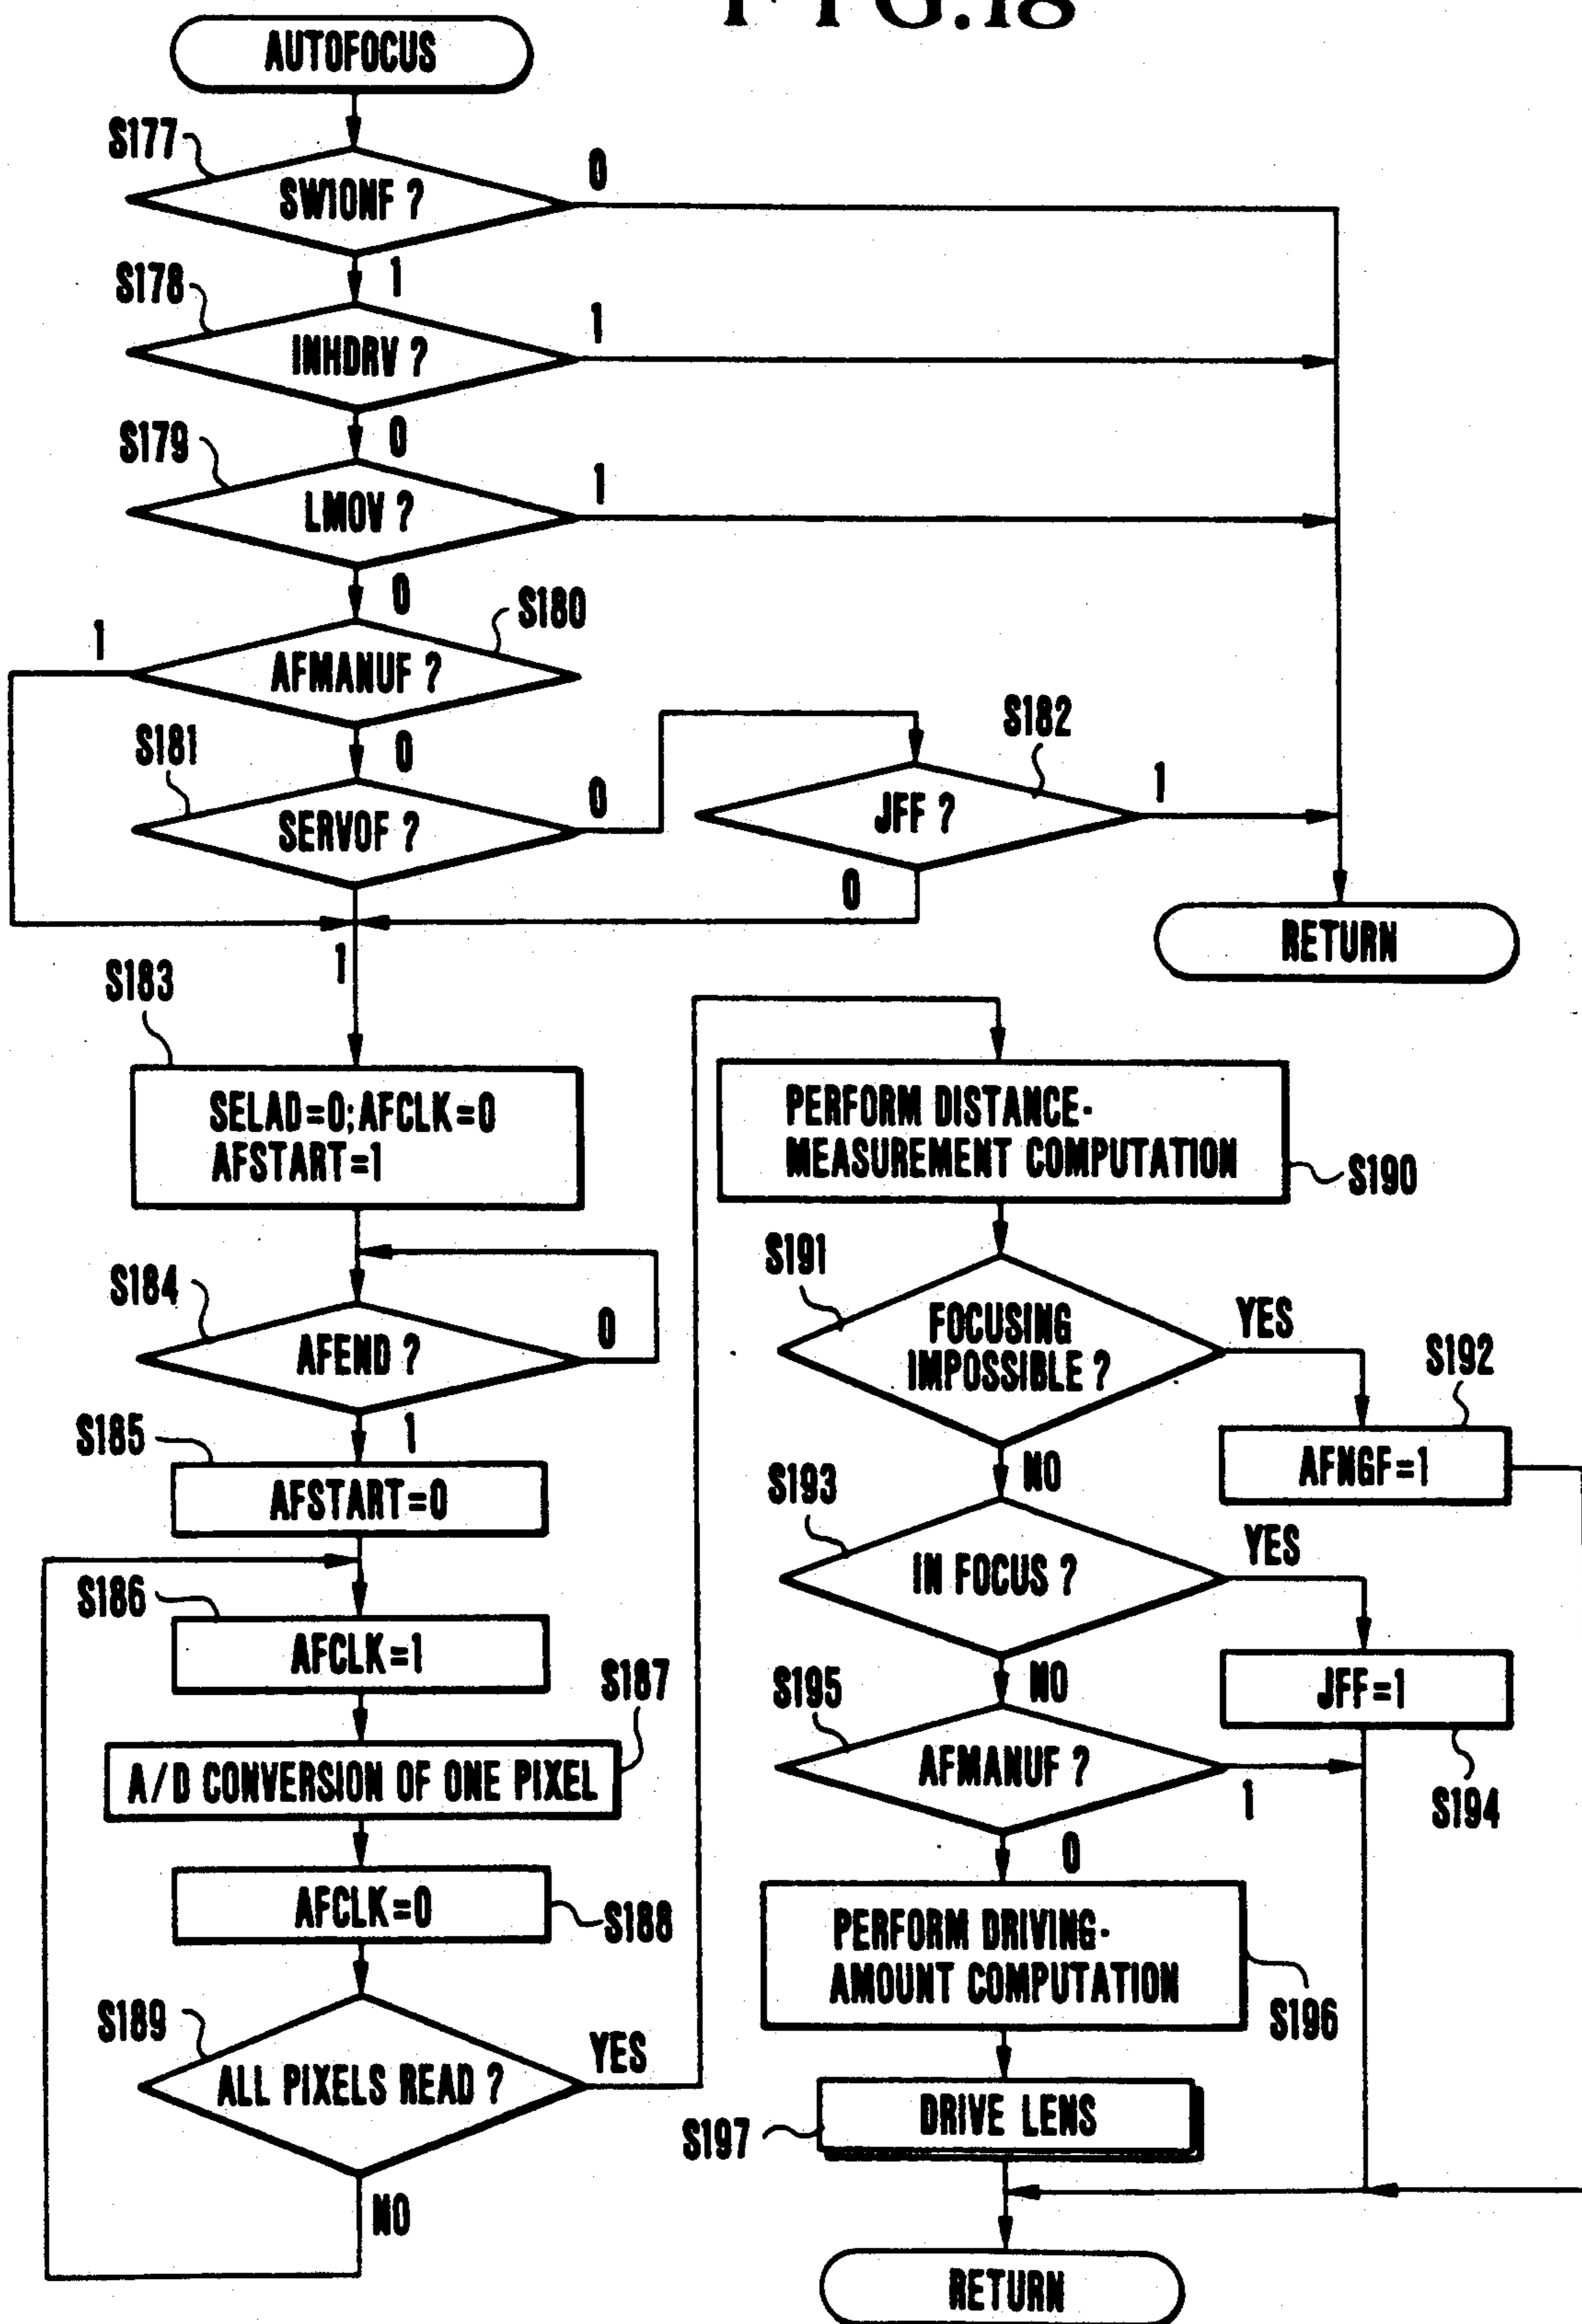 FIG.18
AUTOFOCUS
S177
SW1ONF ?
0
1
S178
INHDRV ?
1
0
S179
LMOV ?
1
0
S180
AFMANUF ?
1
0
S181
SERVOF ?
0
S182
JFF ?
1
0
1
RETURN
S183
SELAD=0;AFCLK=0
AFSTART=1
S184
AFEND ?
0
1
S185
AFSTART=0
S186
AFCLK=1
S187
A/D CONVERSION OF ONE PIXEL
AFCLK=0
S188
S189
ALL PIXELS READ ?
YES
NO
PERFORM DISTANCE-
MEASUREMENT COMPUTATION
S190
S191
FOCUSING
IMPOSSIBLE ?
YES
S192
AFNGF=1
NO
S193
IN FOCUS ?
YES
JFF=1
S194
NO
S195
AFMANUF ?
1
0
PERFORM DRIVING-
AMOUNT COMPUTATION
S196
DRIVE LENS
S197
RETURN